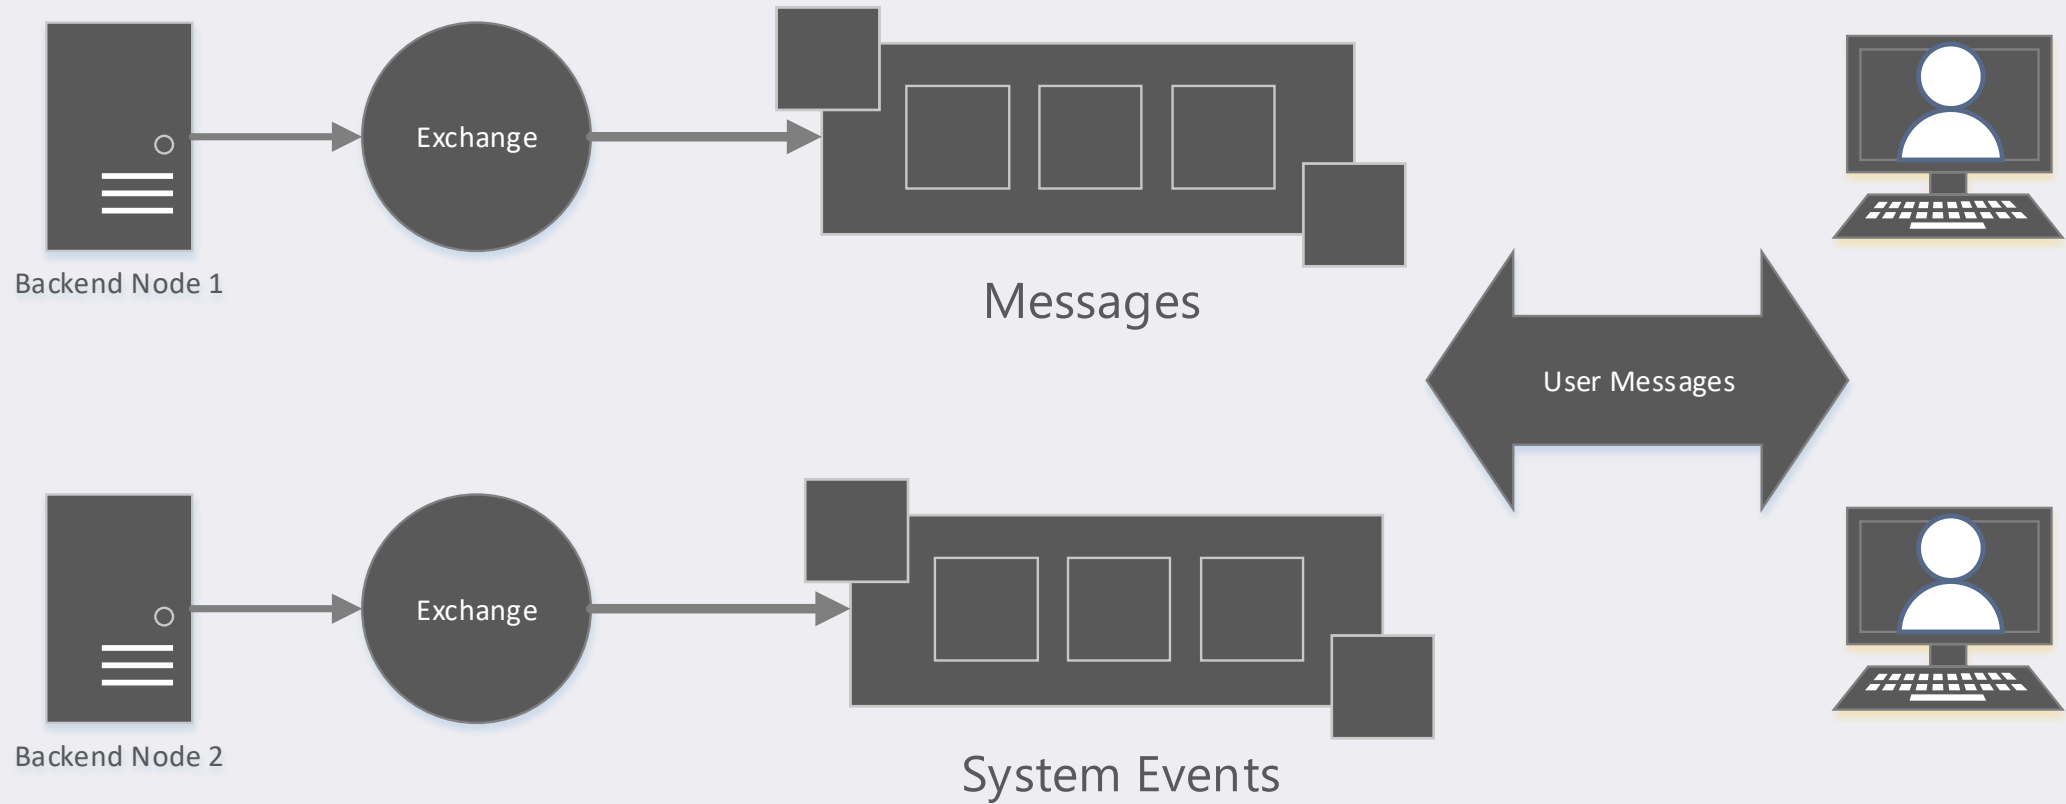 Exchange
Backend Node 1
Messages
User Messages
Exchange
Backend Node 2
System Events